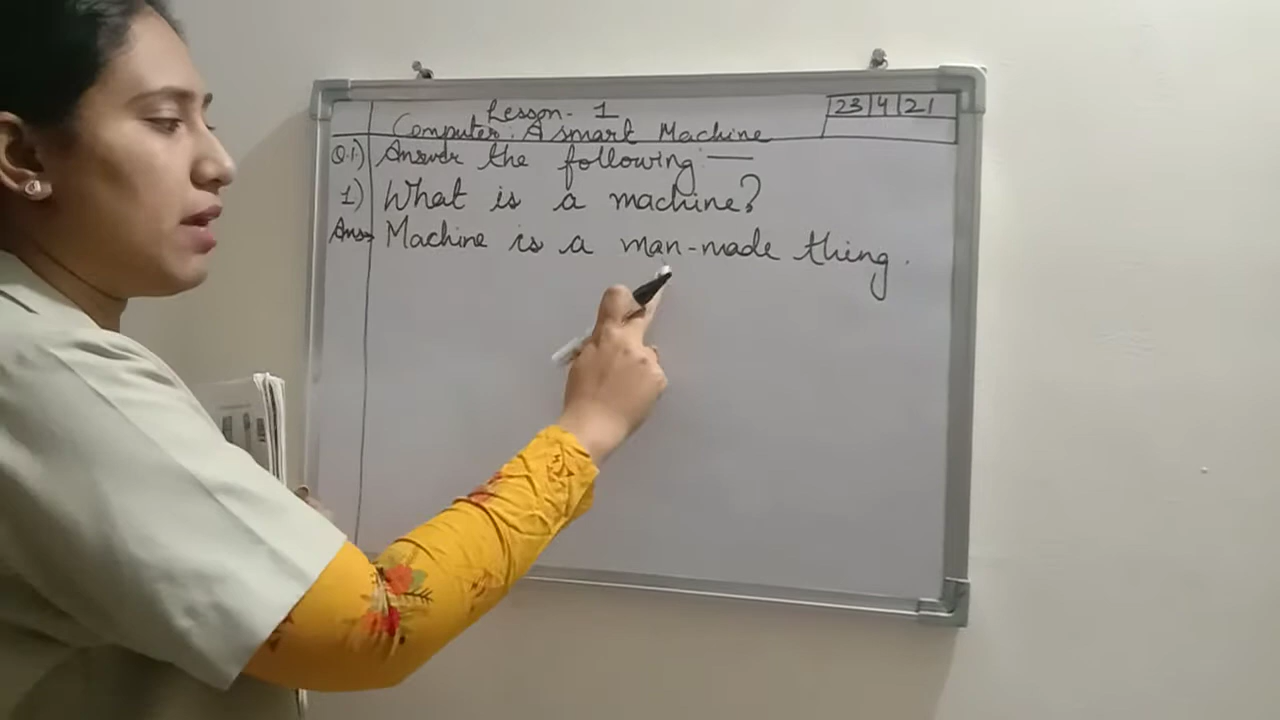 Lesson- 1
23|4|21
Computer: A smart Machine
Q.1.) Answer the following:—
1) What is a machine?
Ans→ Machine is a man-made thing.